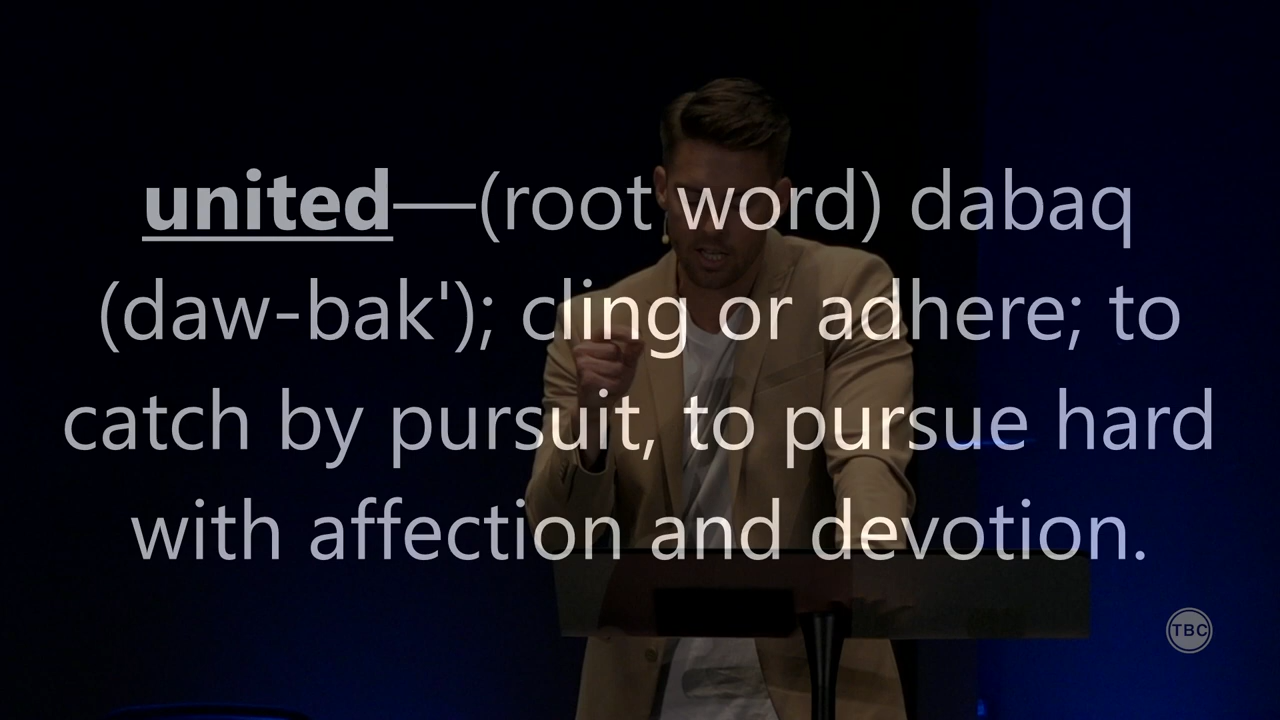 united—(root word) dabaq
(daw-bak'); cling or adhere; to
catch by pursuit, to pursue hard
with affection and devotion.
TBC